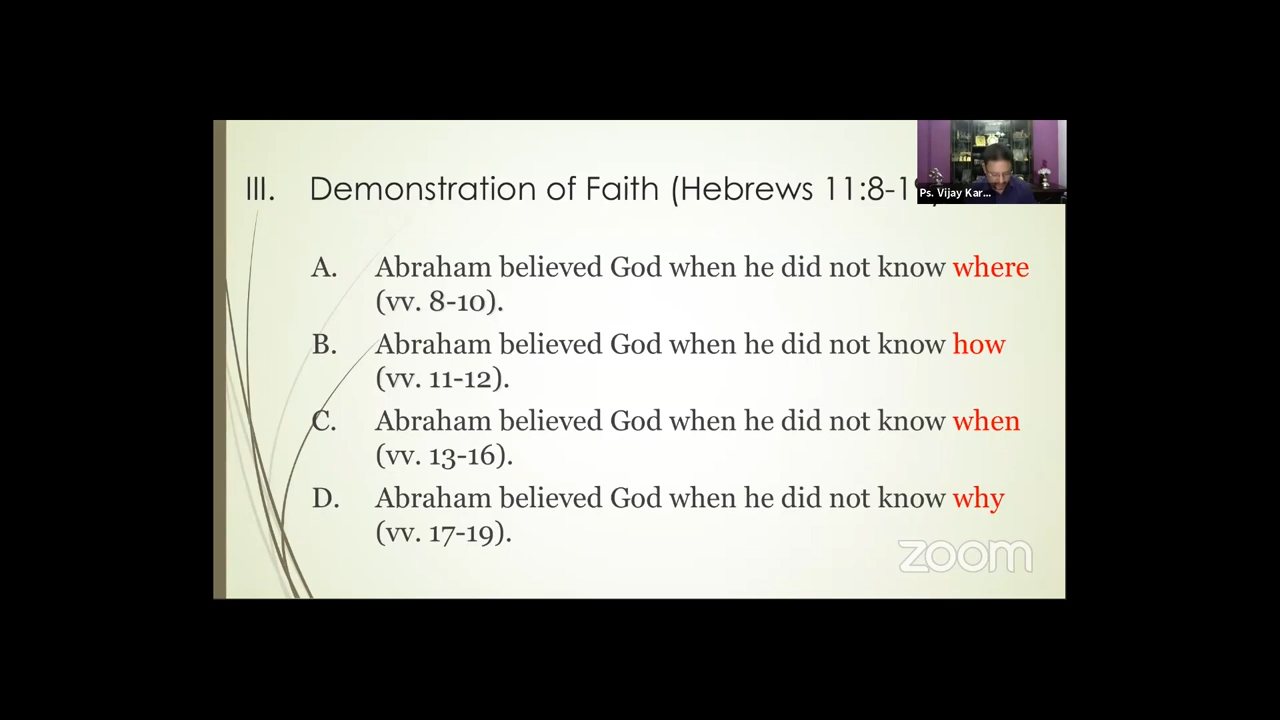 III. Demonstration of Faith (Hebrews 11:8-1
Ps. Vijay Kar...
A. Abraham believed God when he did not know where
(vv. 8-10).
B. Abraham believed God when he did not know how
(vv. 11-12).
C. Abraham believed God when he did not know when
(vv. 13-16).
D. Abraham believed God when he did not know why
(vv. 17-19).
zoom